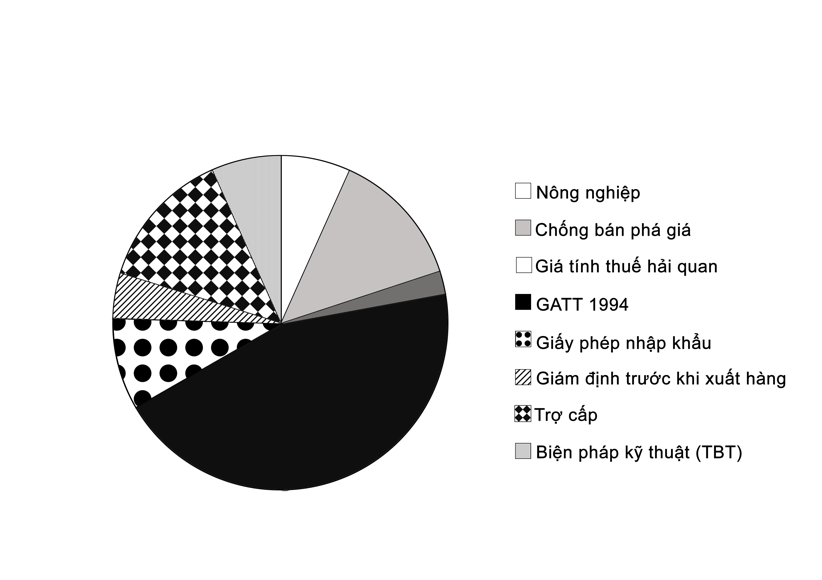 Nông nghiệp
Chống bán phá giá
Giá tính thuế hải quan
GATT 1994
Giấy phép nhập khẩu
Giám định trước khi xuất hàng
Trợ cấp
Biện pháp kỹ thuật (TBT)